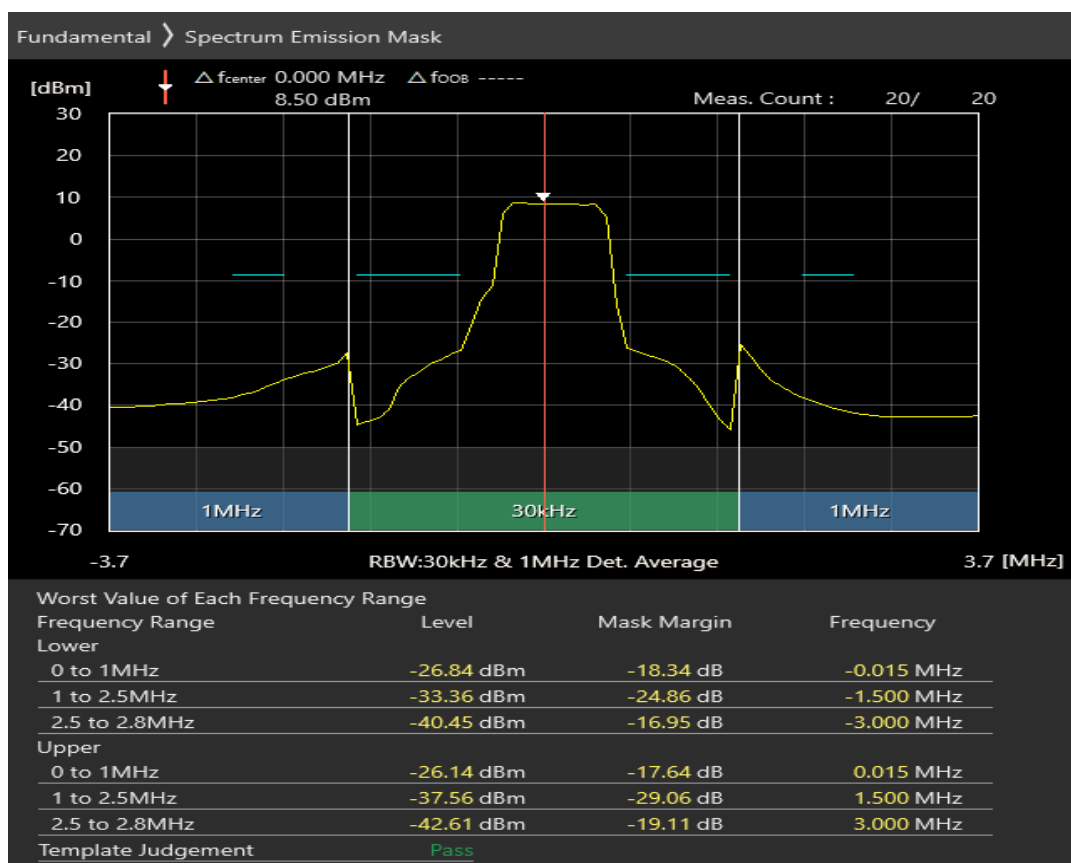 Fundamental ❯ Spectrum Emission Mask
△ fcenter 0.000 MHz △ fOOB -----
[dBm]
8.50 dBm
Meas. Count : 20/ 20
30
20
10
0
-10
-20
-30
-40
-50
-60
-70
1MHz 30kHz 1MHz
-3.7 RBW:30kHz & 1MHz Det. Average 3.7 [MHz]
Worst Value of Each Frequency Range
Frequency Range Level Mask Margin Frequency
Lower
0 to 1MHz -26.84 dBm -18.34 dB -0.015 MHz
1 to 2.5MHz -33.36 dBm -24.86 dB -1.500 MHz
2.5 to 2.8MHz -40.45 dBm -16.95 dB -3.000 MHz
Upper
0 to 1MHz -26.14 dBm -17.64 dB 0.015 MHz
1 to 2.5MHz -37.56 dBm -29.06 dB 1.500 MHz
2.5 to 2.8MHz -42.61 dBm -19.11 dB 3.000 MHz
Template Judgement Pass